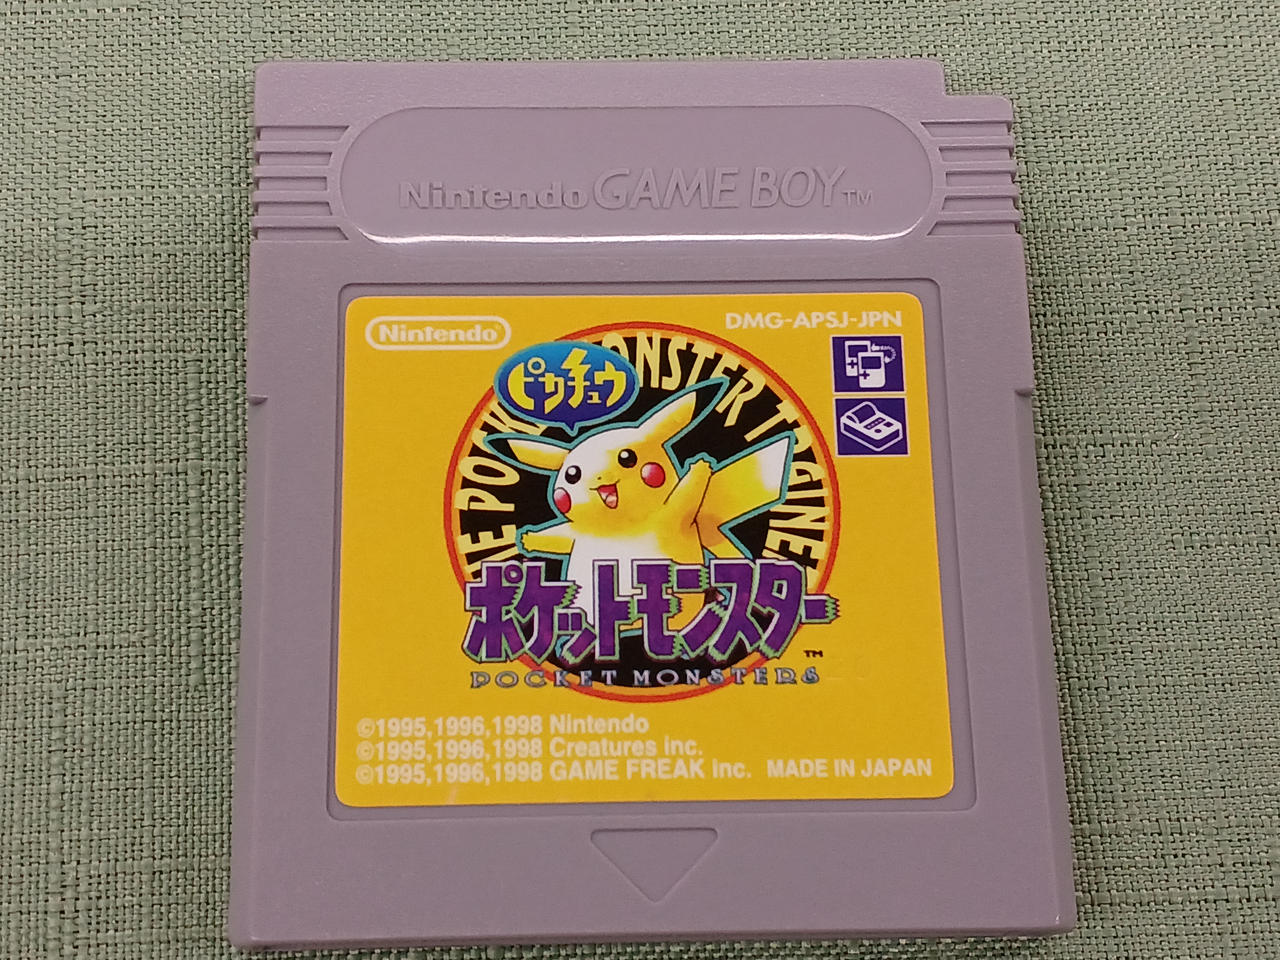 Nintendo GAME BOY™
Nintendo®
DMG-APSJ-JPN
POCKET MONSTER TRAINER
ピカチュウ
ポケットモンスター
™
POCKET MONSTERS
©1995,1996,1998 Nintendo
©1995,1996,1998 Creatures inc.
©1995,1996,1998 GAME FREAK inc. MADE IN JAPAN